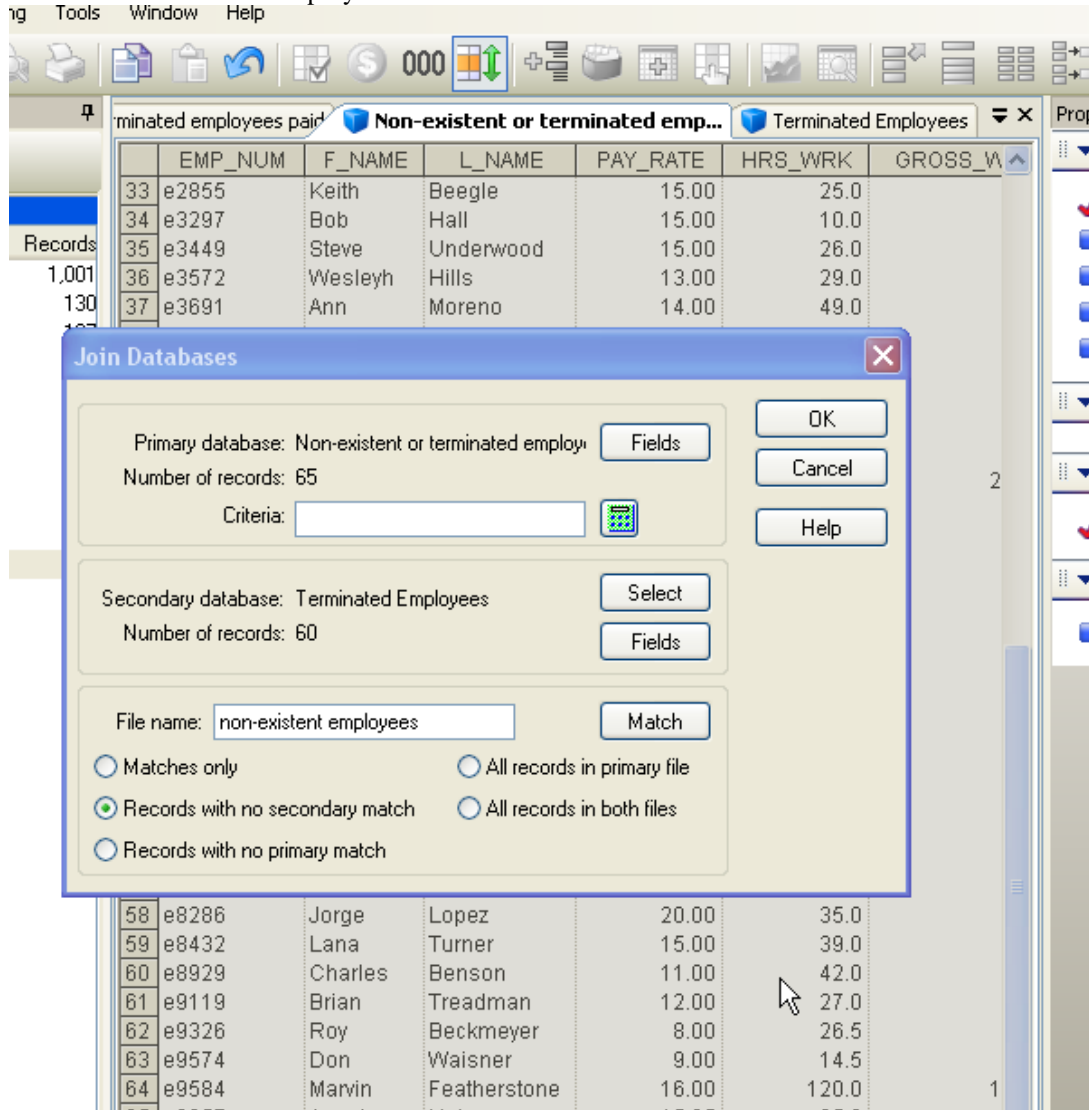 ng Tools Window Help
000
minated employees paid Non-existent or terminated emp... Terminated Employees Prop
EMP_NUM F_NAME L_NAME PAY_RATE HRS_WRK GROSS_W
33 e2855 Keith Beegle 15.00 25.0
34 e3297 Bob Hall 15.00 10.0
Records 35 e3449 Steve Underwood 15.00 26.0
1,001 36 e3572 Wesleyh Hills 13.00 29.0
130 37 e3691 Ann Moreno 14.00 49.0
Join Databases
OK
Primary database: Non-existent or terminated employ Fields
Cancel
Number of records: 65
2
Criteria:
Help
Secondary database: Terminated Employees Select
Number of records: 60
Fields
File name: non-existent employees Match
Matches only All records in primary file
Records with no secondary match All records in both files
Records with no primary match
58 e8286 Jorge Lopez 20.00 35.0
59 e8432 Lana Turner 15.00 39.0
60 e8929 Charles Benson 11.00 42.0
61 e9119 Brian Treadman 12.00 27.0
62 e9326 Roy Beckmeyer 8.00 26.5
63 e9574 Don Waisner 9.00 14.5
64 e9584 Marvin Featherstone 16.00 120.0 1